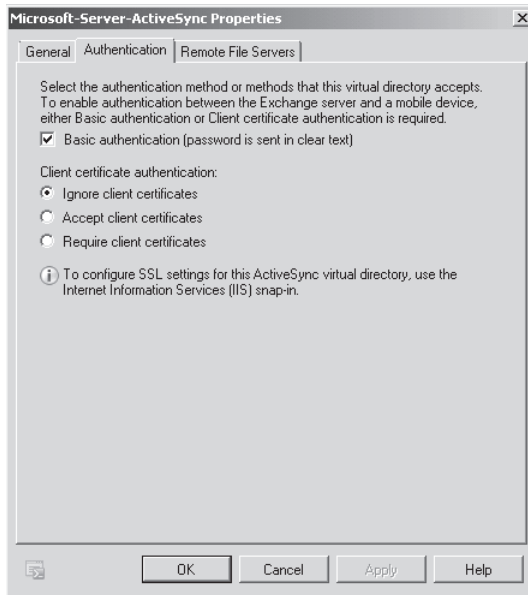 Microsoft-Server-ActiveSync Properties
General Authentication Remote File Servers
Select the authentication method or methods that this virtual directory accepts.
To enable authentication between the Exchange server and a mobile device,
either Basic authentication or Client certificate authentication is required.
Basic authentication (password is sent in clear text)
Client certificate authentication:
Ignore client certificates
Accept client certificates
Require client certificates
To configure SSL settings for this ActiveSync virtual directory, use the
Internet Information Services (IIS) snap-in.
OK Cancel Apply Help